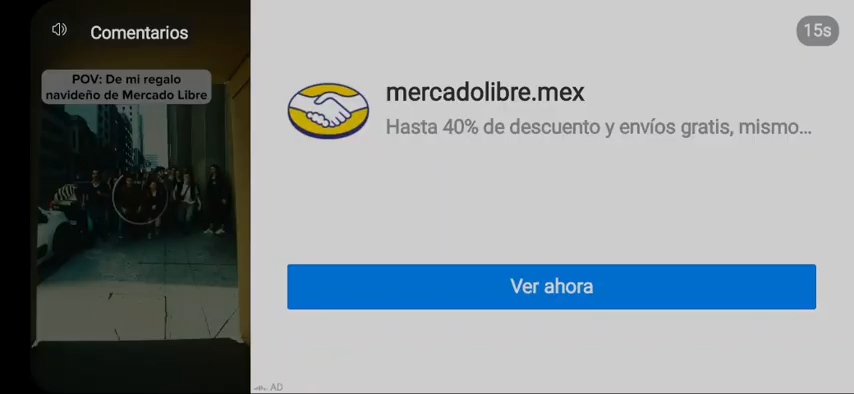 Comentarios
POV: De mi regalo
navideño de Mercado Libre
15s
mercadolibre.mex
Hasta 40% de descuento y envíos gratis, mismo...
Ver ahora
AD